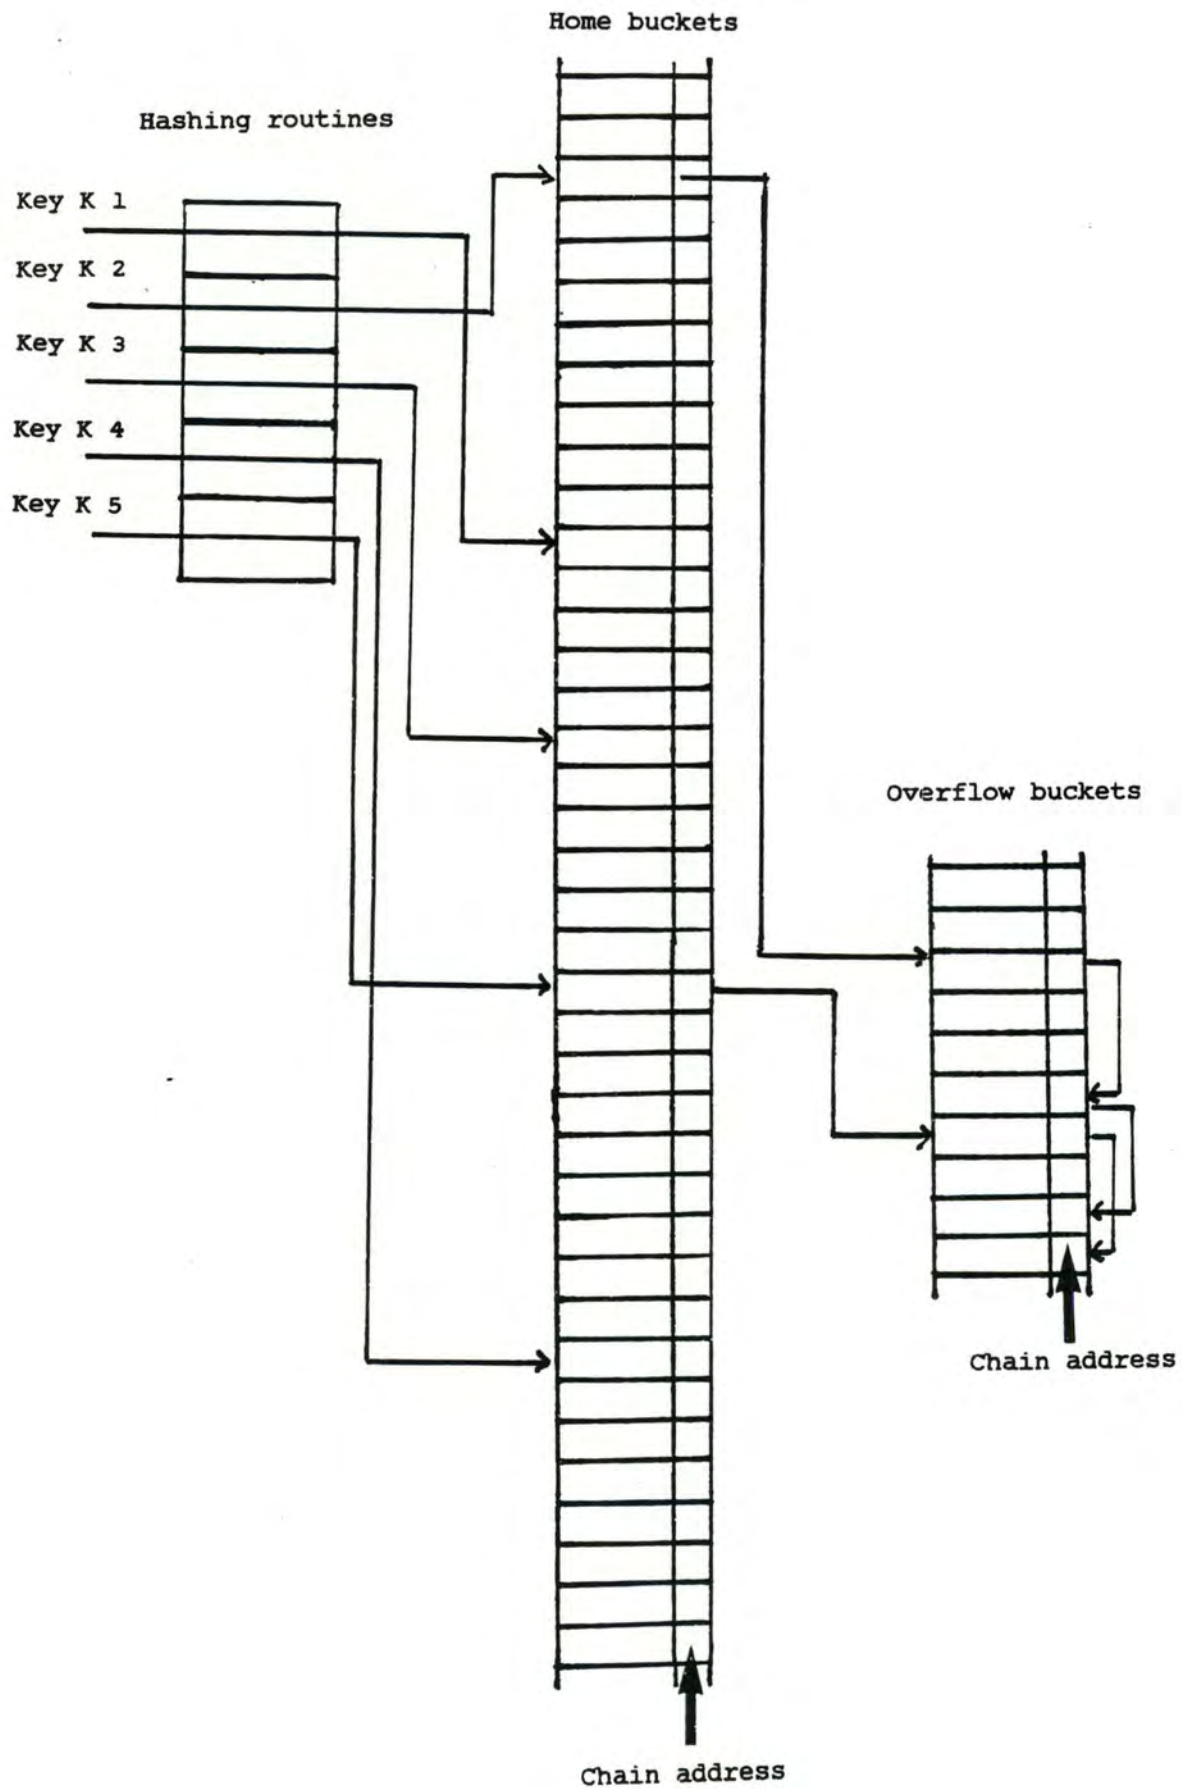 Home buckets
Hashing routines
Key K 1
Key K 2
Key K 3
Key K 4
Key K 5
Overflow buckets
Chain address
Chain address